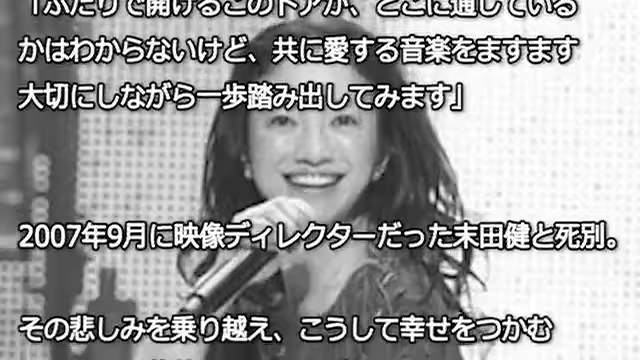 「ふたりで開けるこのドアが、どこに通している
かはわからないけど、共に愛する音楽をますます
大切にしながら一歩踏み出してみます」
2007年9月に映像ディレクターだった末田健と死別。
その悲しみを乗り越え、こうして幸せをつかむ